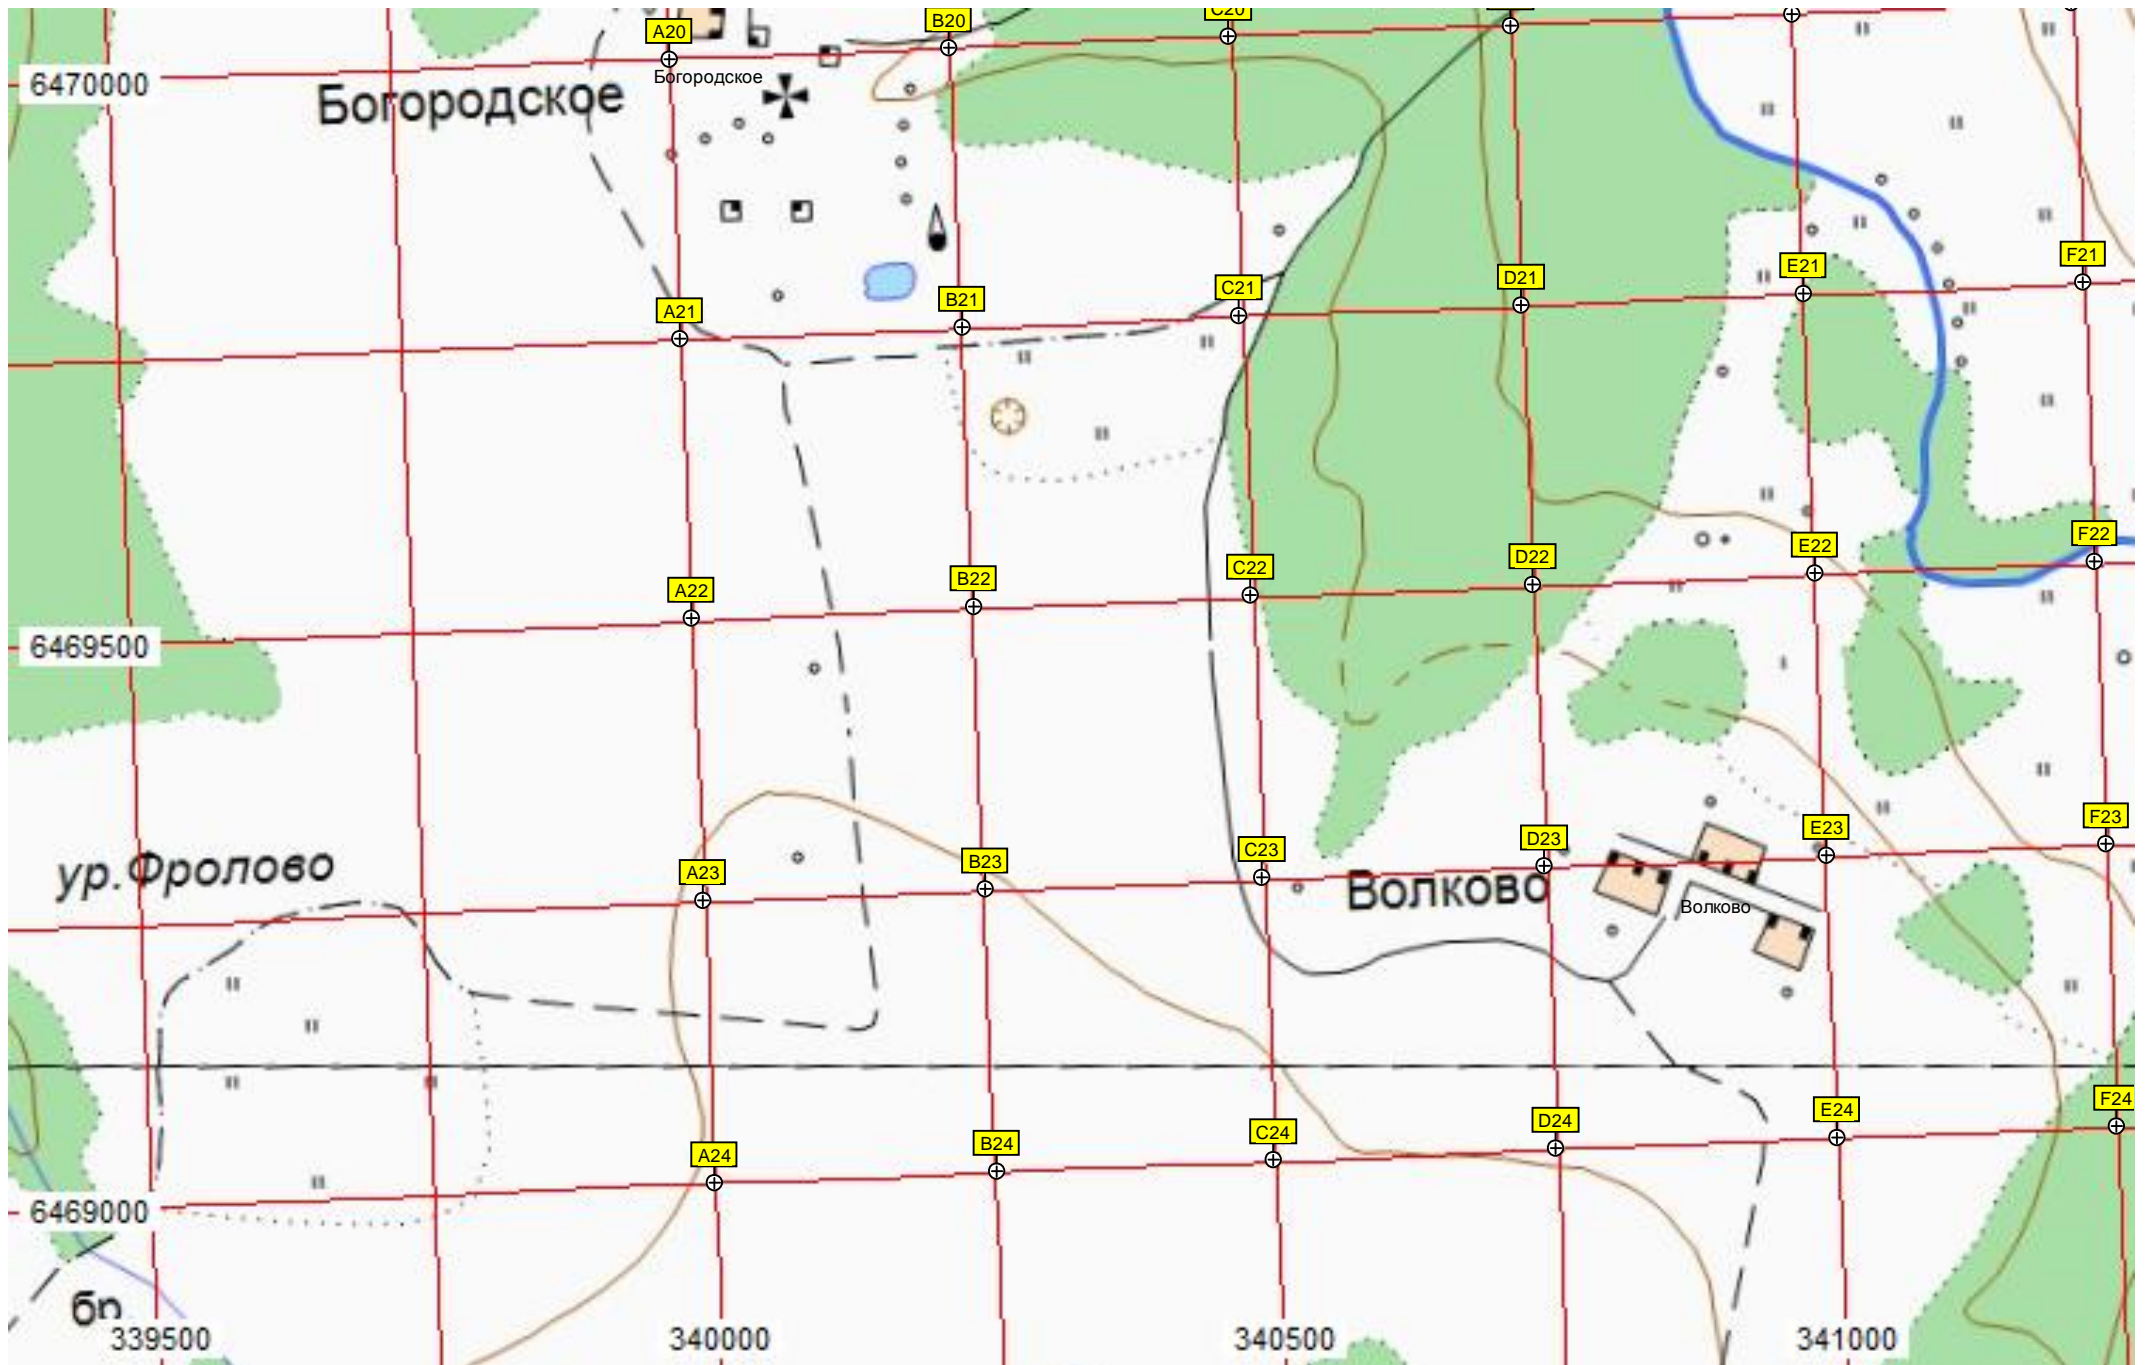 A20
B20
C20
Богородское
6470000
Богородское
A21
B21
C21
D21
E21
F21
A22
B22
C22
D22
E22
F22
6469500
A23
B23
C23
D23
E23
F23
ур.Фролово
Волково
Волково
A24
B24
C24
D24
E24
F24
6469000
бр.
339500
340000
340500
341000